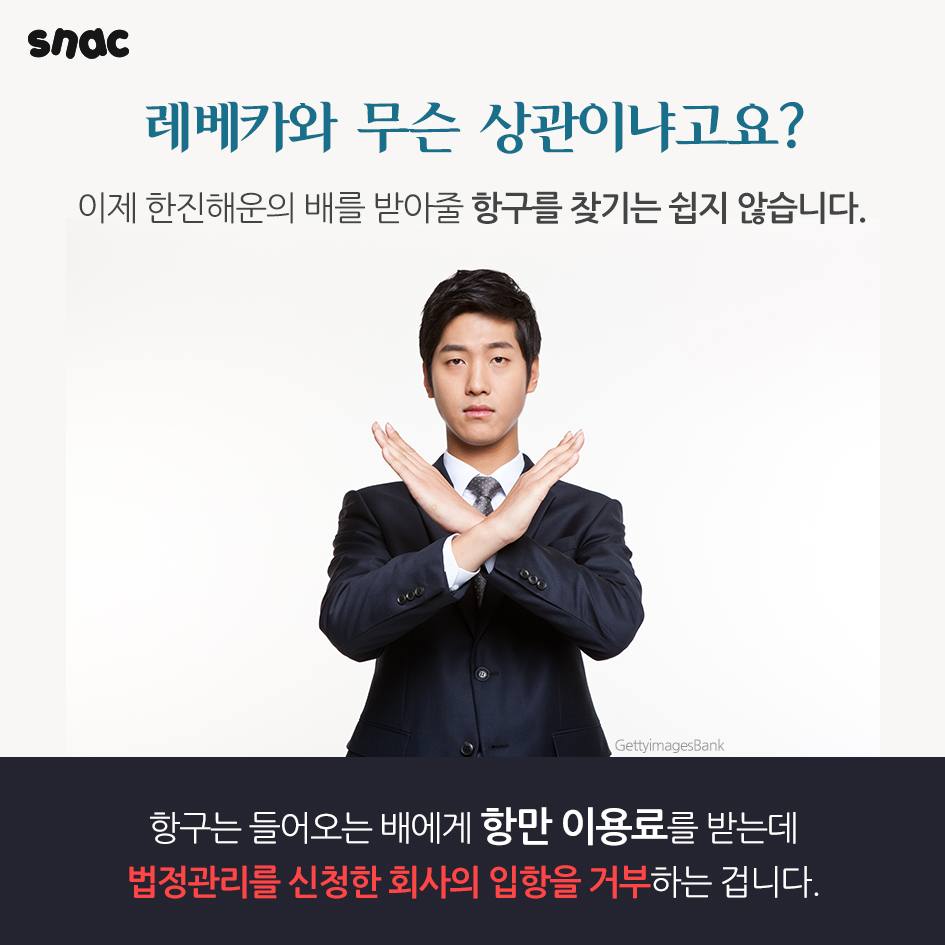 snac
레베카와 무슨 상관이냐고요?
이제 한진해운의 배를 받아줄 항구를 찾기는 쉽지 않습니다.
GettyimagesBank
항구는 들어오는 배에게 항만 이용료를 받는데
법정관리를 신청한 회사의 입항을 거부하는 겁니다.